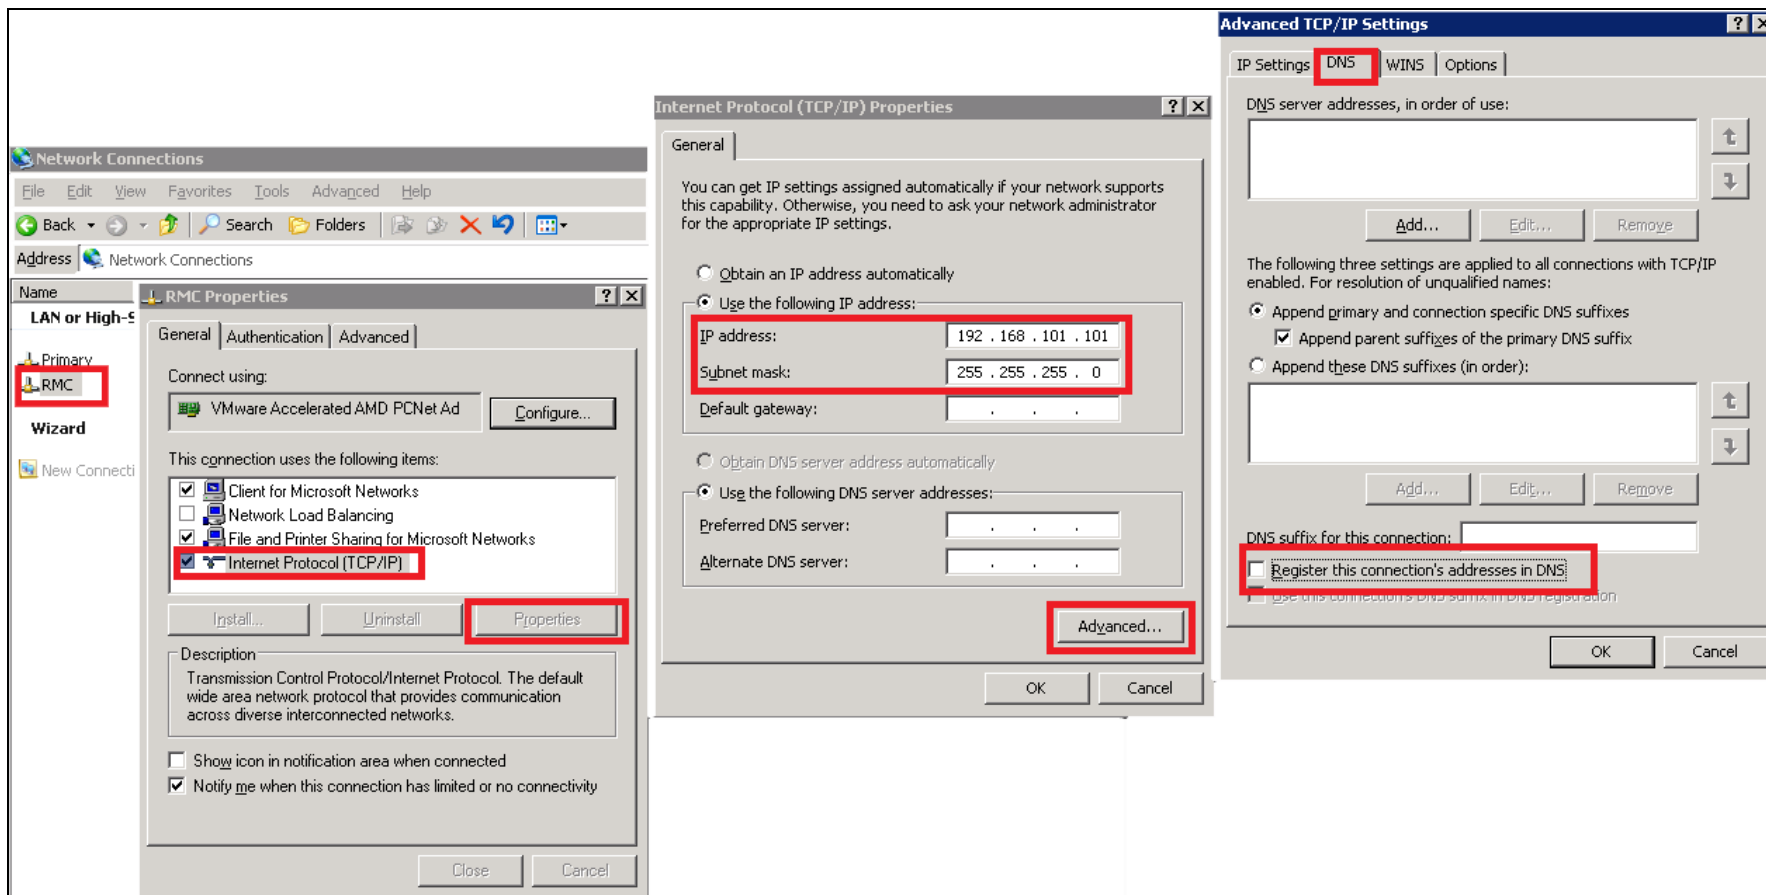 Network Connections
File Edit View Favorites Tools Advanced Help
Back Search Folders
Address Network Connections
Name
LAN or High-S
Primary
RMC
Wizard
New Connecti
RMC Properties
General Authentication Advanced
Connect using:
VMware Accelerated AMD PCNet Ad Configure...
This connection uses the following items:
Client for Microsoft Networks
Network Load Balancing
File and Printer Sharing for Microsoft Networks
Internet Protocol (TCP/IP)
Install... Uninstall Properties
Description
Transmission Control Protocol/Internet Protocol. The default
wide area network protocol that provides communication
across diverse interconnected networks.
Show icon in notification area when connected
Notify me when this connection has limited or no connectivity
Close Cancel
Internet Protocol (TCP/IP) Properties
General
You can get IP settings assigned automatically if your network supports
this capability. Otherwise, you need to ask your network administrator
for the appropriate IP settings.
Obtain an IP address automatically
Use the following IP address:
IP address: 192 . 168 . 101 . 101
Subnet mask: 255 . 255 . 255 . 0
Default gateway: . . .
Obtain DNS server address automatically
Use the following DNS server addresses:
Preferred DNS server: . . .
Alternate DNS server: . . .
Advanced...
OK Cancel
Advanced TCP/IP Settings
IP Settings DNS WINS Options
DNS server addresses, in order of use:
Add... Edit... Remove
The following three settings are applied to all connections with TCP/IP
enabled. For resolution of unqualified names:
Append primary and connection specific DNS suffixes
Append parent suffixes of the primary DNS suffix
Append these DNS suffixes (in order):
Add... Edit... Remove
DNS suffix for this connection:
Register this connection's addresses in DNS
Use this connection's DNS suffix in DNS registration
OK Cancel